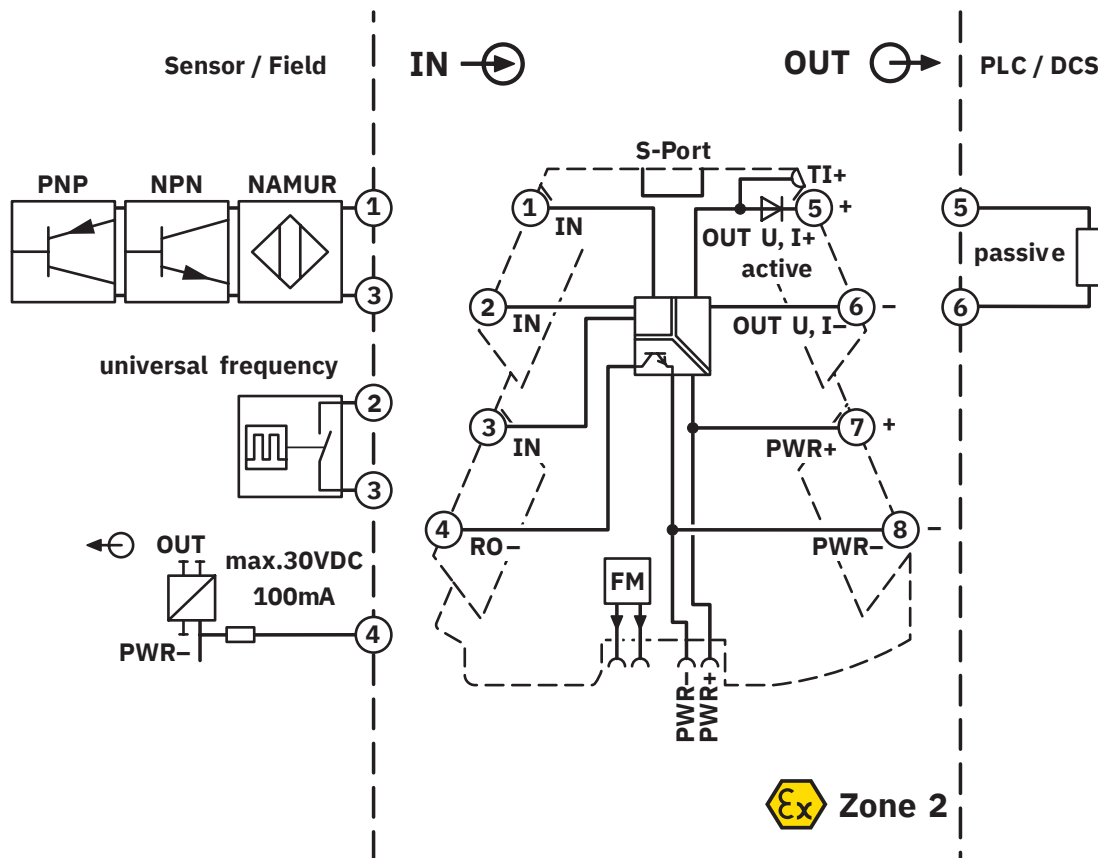 Sensor / Field
IN
OUT
PLC / DCS
PNP
NPN
NAMUR
1
3
universal frequency
2
3
OUT
max.30VDC
100mA
PWR–
4
S-Port
TI+
1
IN
5
+
OUT U, I+
active
2
IN
6
–
OUT U, I–
3
IN
7
+
PWR+
4
RO–
8
–
PWR-
FM
PWR–
PWR+
5
passive
6
Ex Zone 2